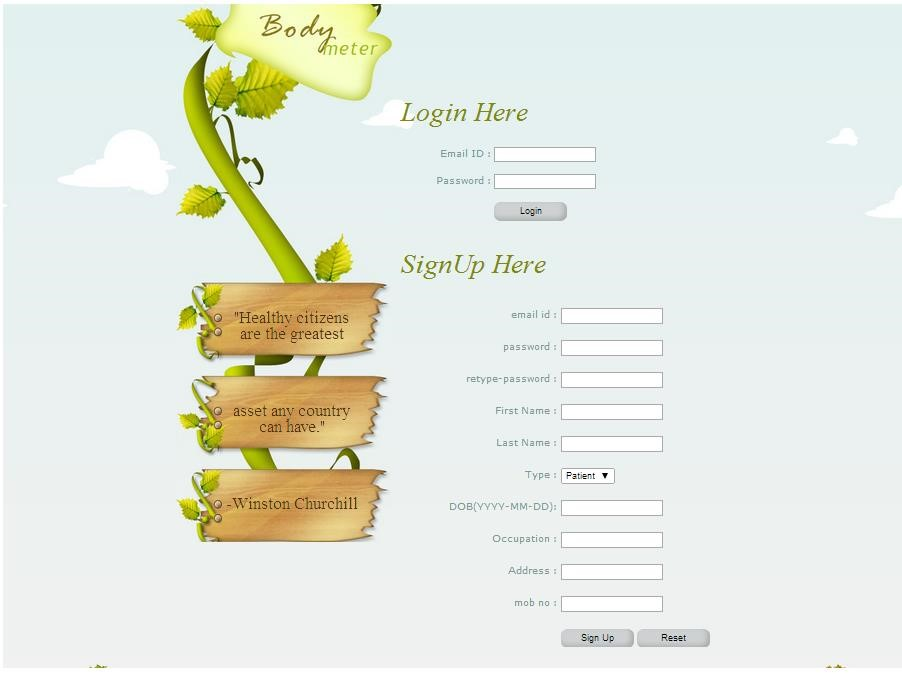 Body
meter
Login Here
Email ID :
Password :
Login
SignUp Here
email id :
password :
retype-password :
First Name :
Last Name :
Type : Patient ▼
DOB(YYYY-MM-DD):
Occupation :
Address :
mob no :
Sign Up Reset
"Healthy citizens
are the greatest
asset any country
can have."
-Winston Churchill